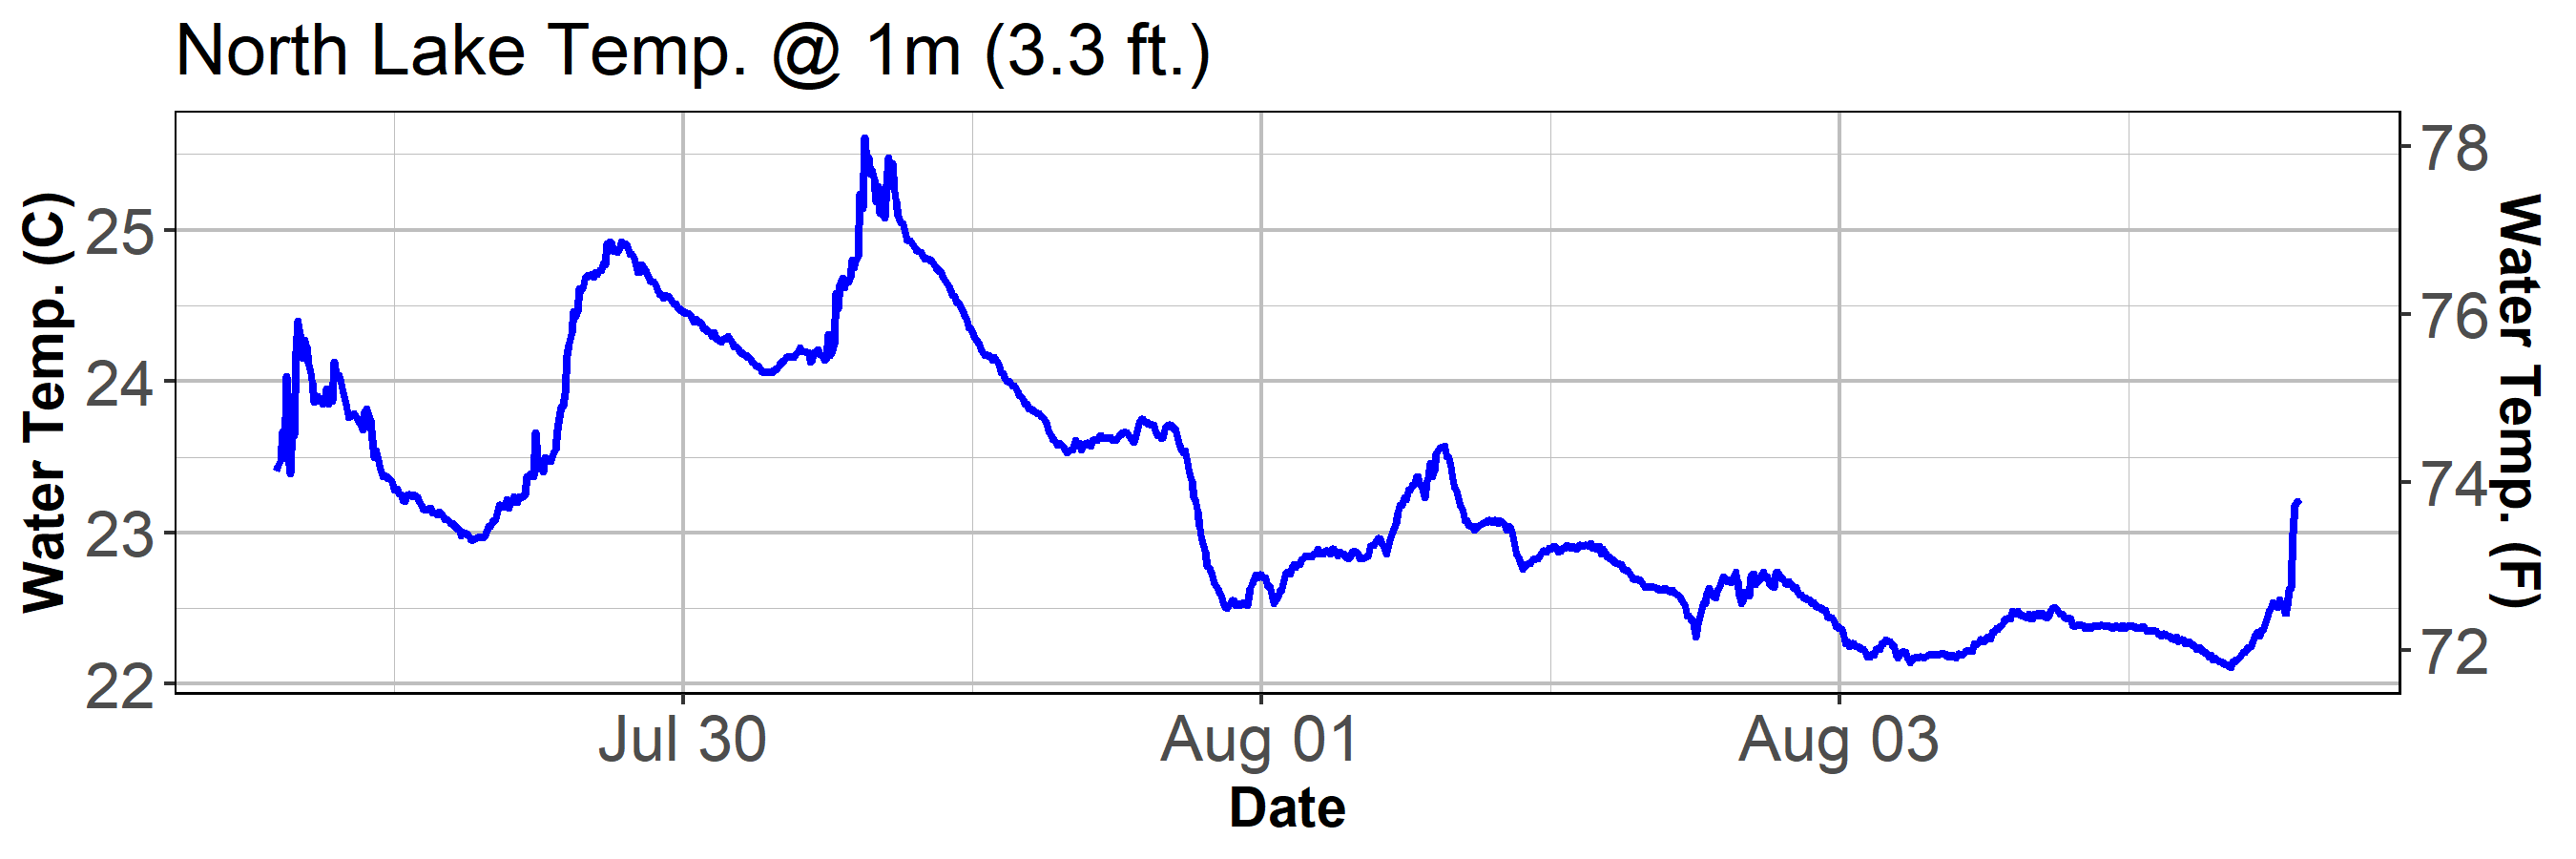 North Lake Temp. @ 1m (3.3 ft.)
Water Temp. (C)
25
24
23
22
78
76
74
72
Water Temp. (F)
Jul 30
Aug 01
Aug 03
Date